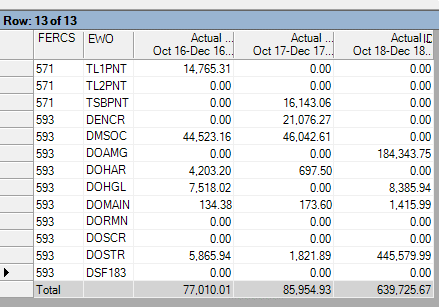 Row: 13 of 13
FERCS EWO Actual ... Actual ... Actual
Oct 16-Dec 16... Oct 17-Dec 17... Oct 18-Dec 18..
571 TL1PNT 14,765.31 0.00 0.00
571 TL2PNT 0.00 0.00 0.00
571 TSBPNT 0.00 16,143.06 0.00
593 DENCR 0.00 21,076.27 0.00
593 DMSOC 44,523.16 46,042.61 0.00
593 DOAMG 0.00 0.00 184,343.75
593 DOHAR 4,203.20 697.50 0.00
593 DOHGL 7,518.02 0.00 8,385.94
593 DOMAIN 134.38 173.60 1,415.99
593 DORMN 0.00 0.00 0.00
593 DOSCR 0.00 0.00 0.00
593 DOSTR 5,865.94 1,821.89 445,579.99
593 DSF183 0.00 0.00 0.00
Total 77,010.01 85,954.93 639,725.67